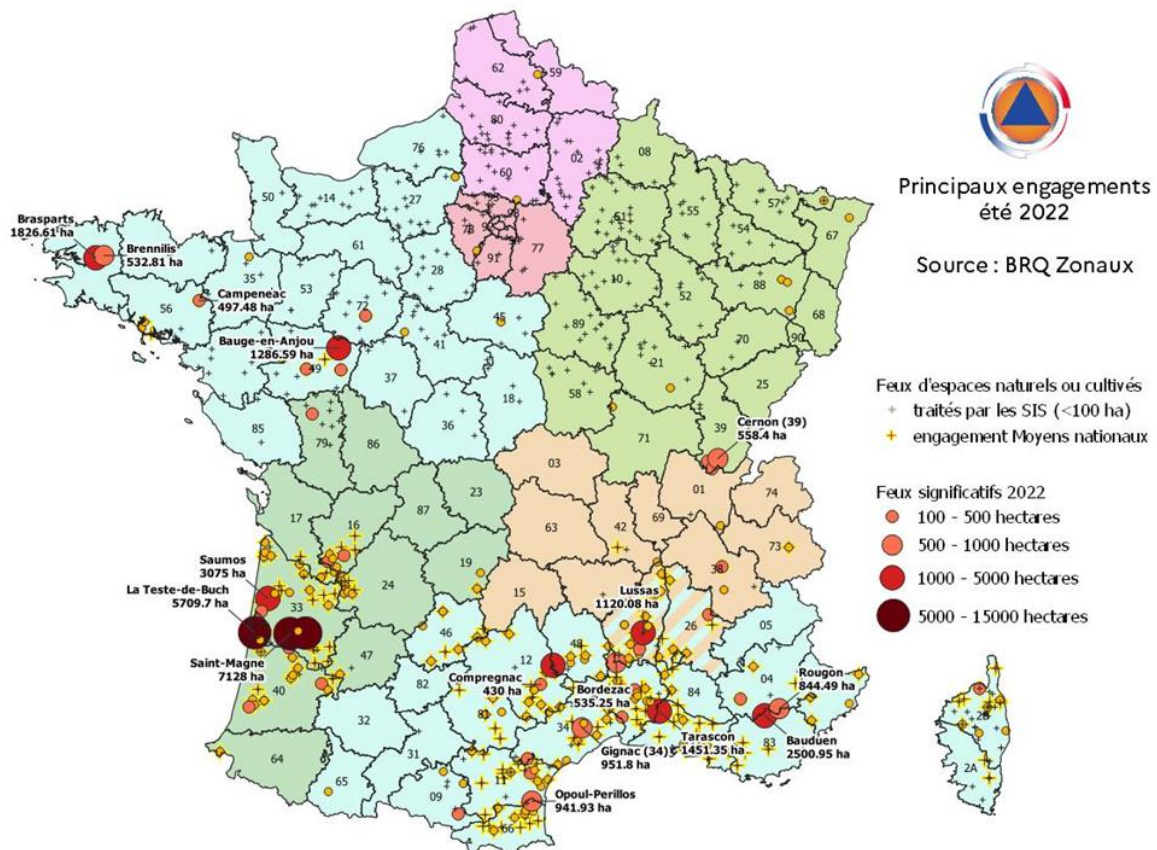 62
59
80
02
76
60
08
50
14
27
51
55
57
54
67
78
77
91
61
28
Principaux engagements
été 2022
Source : BRQ Zonaux
Brasparts
1826.61 ha
Brennilis
532.81 ha
35
53
10
52
88
68
Campeneac
497.48 ha
56
72
45
89
70
90
Bauge-en-Anjou
1286.59 ha
41
21
49
37
18
58
25
85
36
71
39
Cernon (39)
558.4 ha
79
86
Feux d'espaces naturels ou cultivés
traités par les SIS (<100 ha)
engagement Moyens nationaux
Feux significatifs 2022
100 - 500 hectares
500 - 1000 hectares
1000 - 5000 hectares
5000 - 15000 hectares
03
23
01
74
17
87
63
42
69
16
73
Saumos
3075 ha
19
38
24
La Teste-de-Buch
5709.7 ha
15
Lussas
1120.08 ha
33
26
05
46
48
47
Saint-Magne
7128 ha
12
04
Rougon
844.49 ha
Compregnac
430 ha
40
82
Bordezac
535.25 ha
84
81
32
34
Tarascon
1451.35 ha
Gignac (34)
951.8 ha
83
Bauduen
2500.95 ha
2B
64
31
11
2A
65
09
Opoul-Perillos
941.93 ha
66